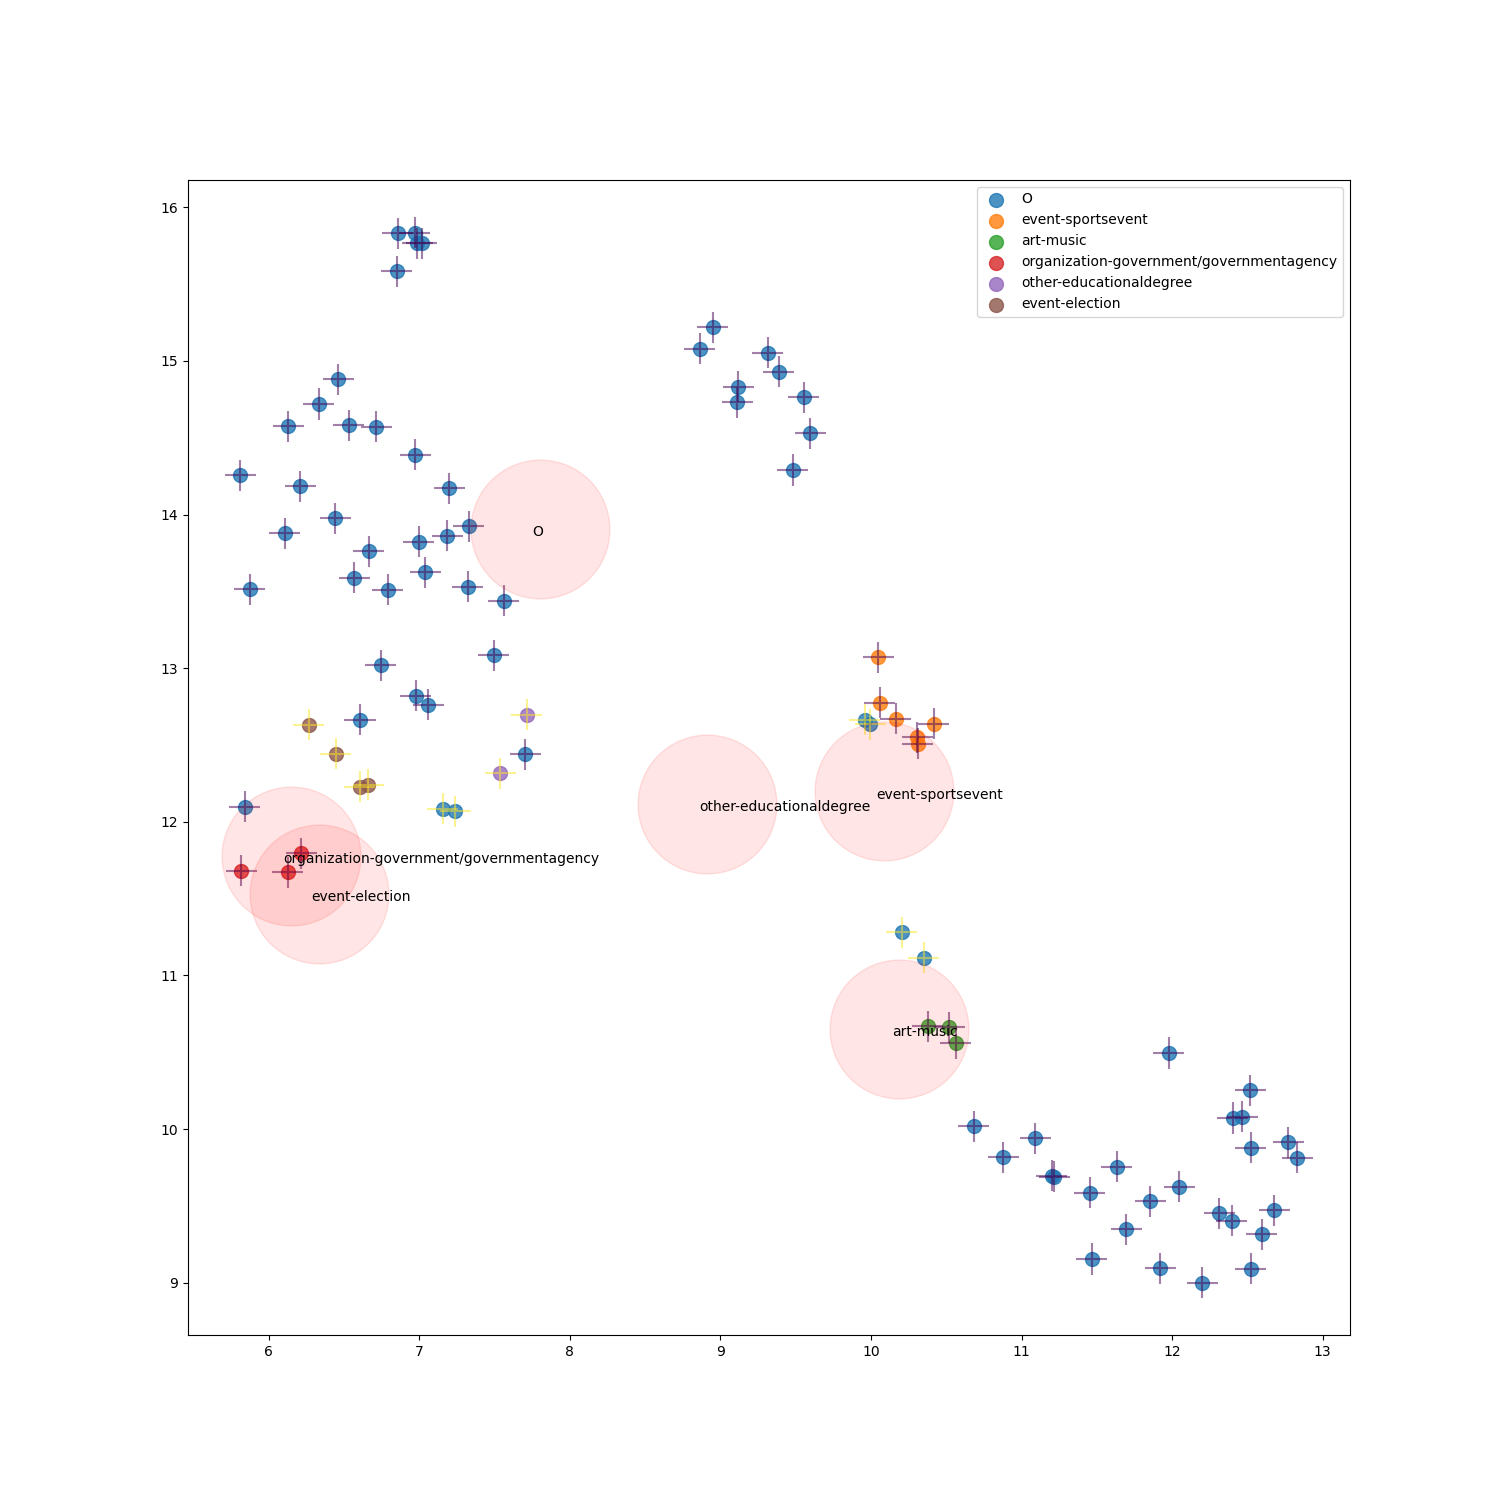 O
event-sportsevent
art-music
organization-government/governmentagency
other-educationaldegree
event-election
16
15
14
13
12
11
10
9
O
event-sportsevent
other-educationaldegree
organization-government/governmentagency
event-election
art-music
6 7 8 9 10 11 12 13